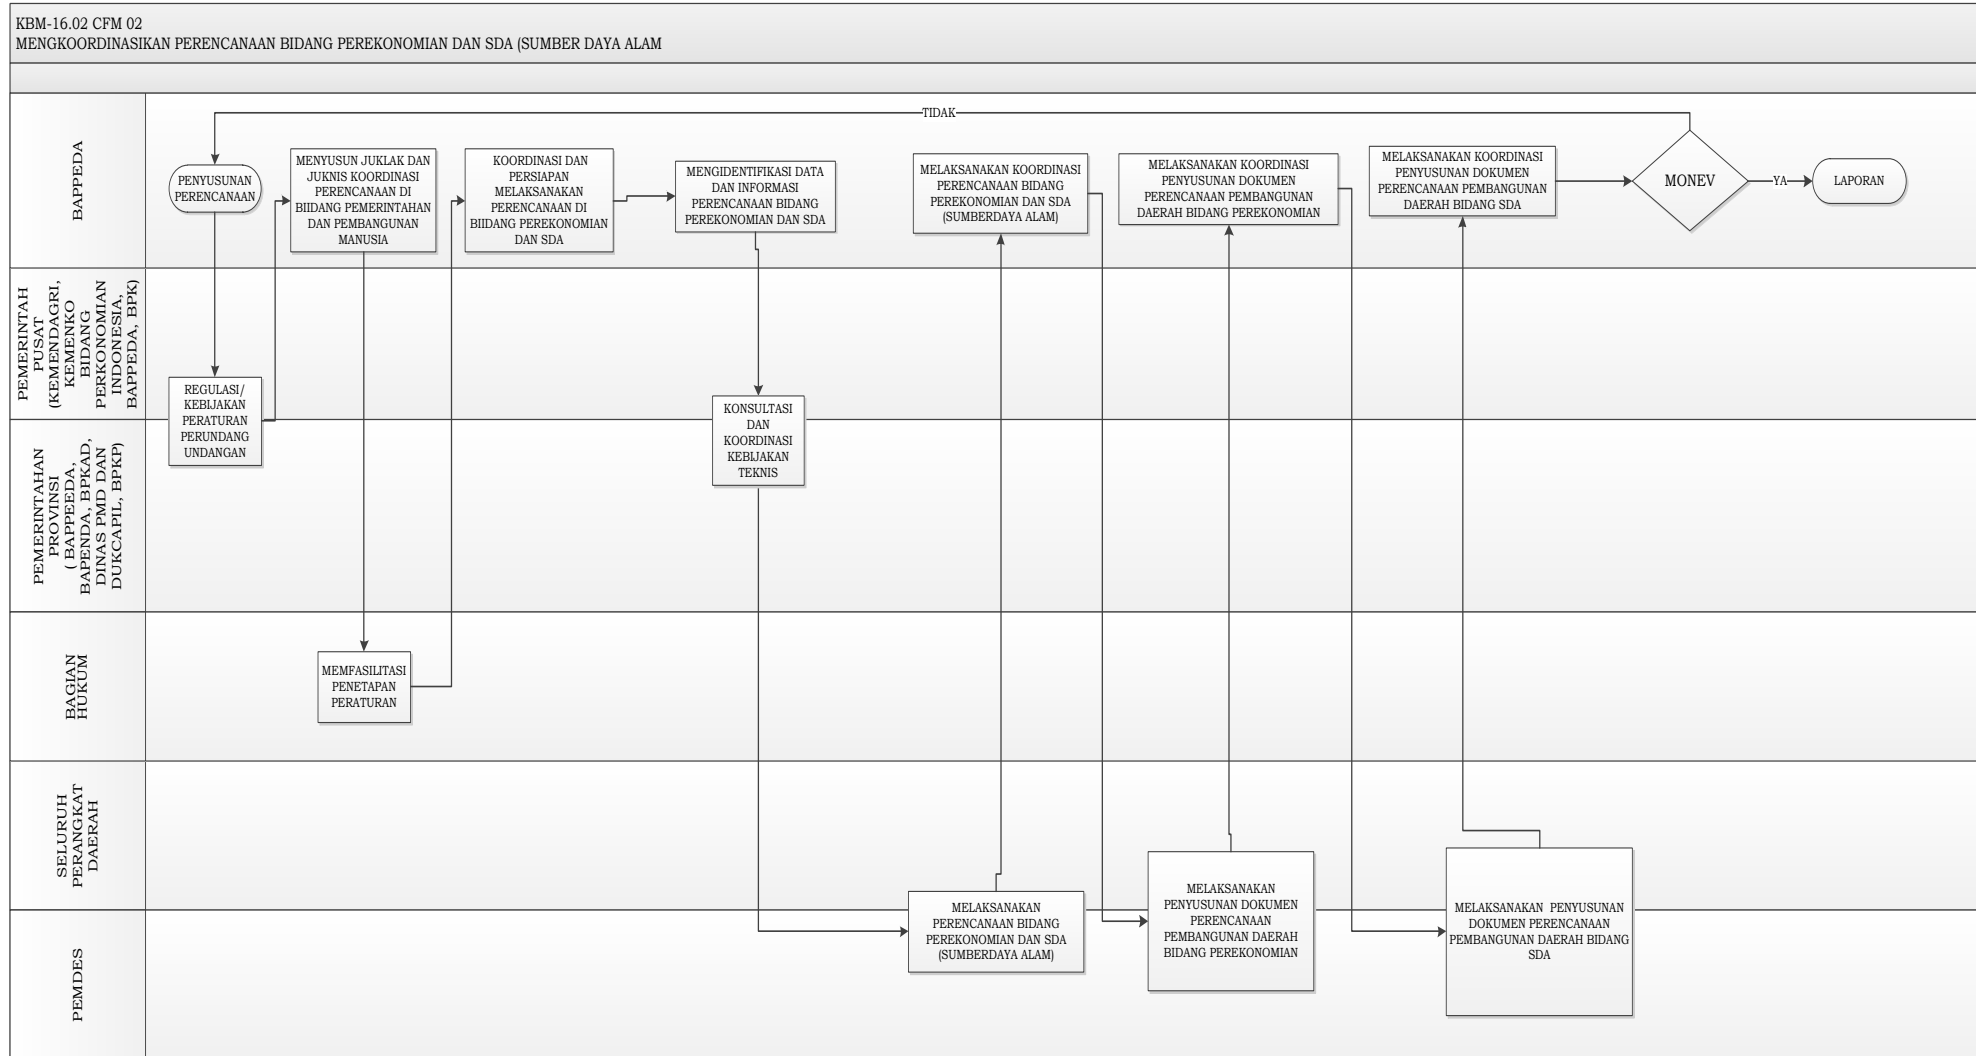 KBM-16.02 CFM 02
MENGKOORDINASIKAN PERENCANAAN BIDANG PEREKONOMIAN DAN SDA (SUMBER DAYA ALAM
BAPPEDA
TIDAK
PENYUSUNAN
PERENCANAAN
MENYUSUN JUKLAK DAN
JUKNIS KOORDINASI
PERENCANAAN DI
BIIDANG PEMERINTAHAN
DAN PEMBANGUNAN
MANUSIA
KOORDINASI DAN
PERSIAPAN
MELAKSANAKAN
PERENCANAAN DI
BIIDANG PEREKONOMIAN
DAN SDA
MENGIDENTIFIKASI DATA
DAN INFORMASI
PERENCANAAN BIDANG
PEREKONOMIAN DAN SDA
MELAKSANAKAN KOORDINASI
PERENCANAAN BIDANG
PEREKONOMIAN DAN SDA
(SUMBERDAYA ALAM)
MELAKSANAKAN KOORDINASI
PENYUSUNAN DOKUMEN
PERENCANAAN PEMBANGUNAN
DAERAH BIDANG PEREKONOMIAN
MELAKSANAKAN KOORDINASI
PENYUSUNAN DOKUMEN
PERENCANAAN PEMBANGUNAN
DAERAH BIDANG SDA
MONEV
YA
LAPORAN
PEMERINTAH
PUSAT
(KEMENDAGRI,
KEMENKO
BIDANG
PERKONOMIAN
INDONESIA,
BAPPEDA, BPK)
REGULASI/
KEBIJAKAN
PERATURAN
PERUNDANG
UNDANGAN
KONSULTASI
DAN
KOORDINASI
KEBIJAKAN
TEKNIS
PEMERINTAHAN
PROVINSI
( BAPPEEDA,
BAPENDA, BPKAD,
DINAS PMD DAN
DUKCAPIL, BPKP)
BAGIAN
HUKUM
MEMFASILITASI
PENETAPAN
PERATURAN
SELURUH
PERANGKAT
DAERAH
MELAKSANAKAN
PERENCANAAN BIDANG
PEREKONOMIAN DAN SDA
(SUMBERDAYA ALAM)
MELAKSANAKAN
PENYUSUNAN DOKUMEN
PERENCANAAN
PEMBANGUNAN DAERAH
BIDANG PEREKONOMIAN
MELAKSANAKAN  PENYUSUNAN
DOKUMEN PERENCANAAN
PEMBANGUNAN DAERAH BIDANG
SDA
PEMDES